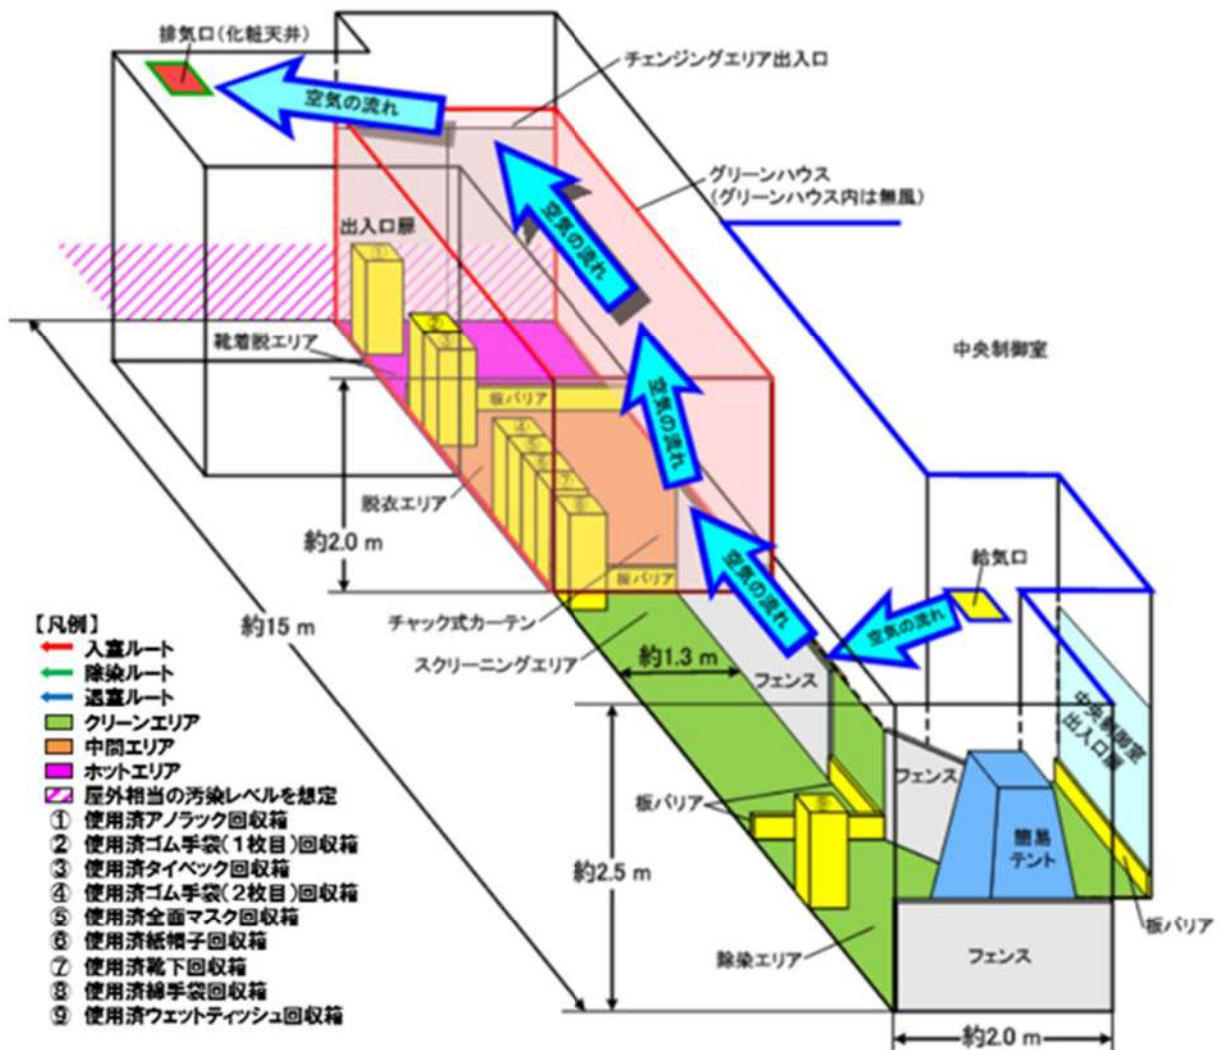 排気口(化粧天井)
チェンジングエリア出入口
空気の流れ
グリーンハウス
(グリーンハウス内は無風)
空気の流れ
出入口扉
①
中央制御室
靴着脱エリア
②
③
空気の流れ
板バリア
④
⑤
⑥
⑦
⑧
脱衣エリア
約2.0 m
空気の流れ
給気口
板バリア
空気の流れ
チャック式カーテン
約15 m
スクリーニングエリア
約1.3 m
フェンス
中央制御室
出入口扉
フェンス
板バリア
⑨
簡易
テント
約2.5 m
板バリア
除染エリア
フェンス
約2.0 m
【凡例】
入室ルート
除染ルート
退室ルート
クリーンエリア
中間エリア
ホットエリア
屋外相当の汚染レベルを想定
① 使用済アノラック回収箱
② 使用済ゴム手袋(1枚目)回収箱
③ 使用済タイベック回収箱
④ 使用済ゴム手袋(2枚目)回収箱
⑤ 使用済全面マスク回収箱
⑥ 使用済紙帽子回収箱
⑦ 使用済靴下回収箱
⑧ 使用済綿手袋回収箱
⑨ 使用済ウェットティッシュ回収箱